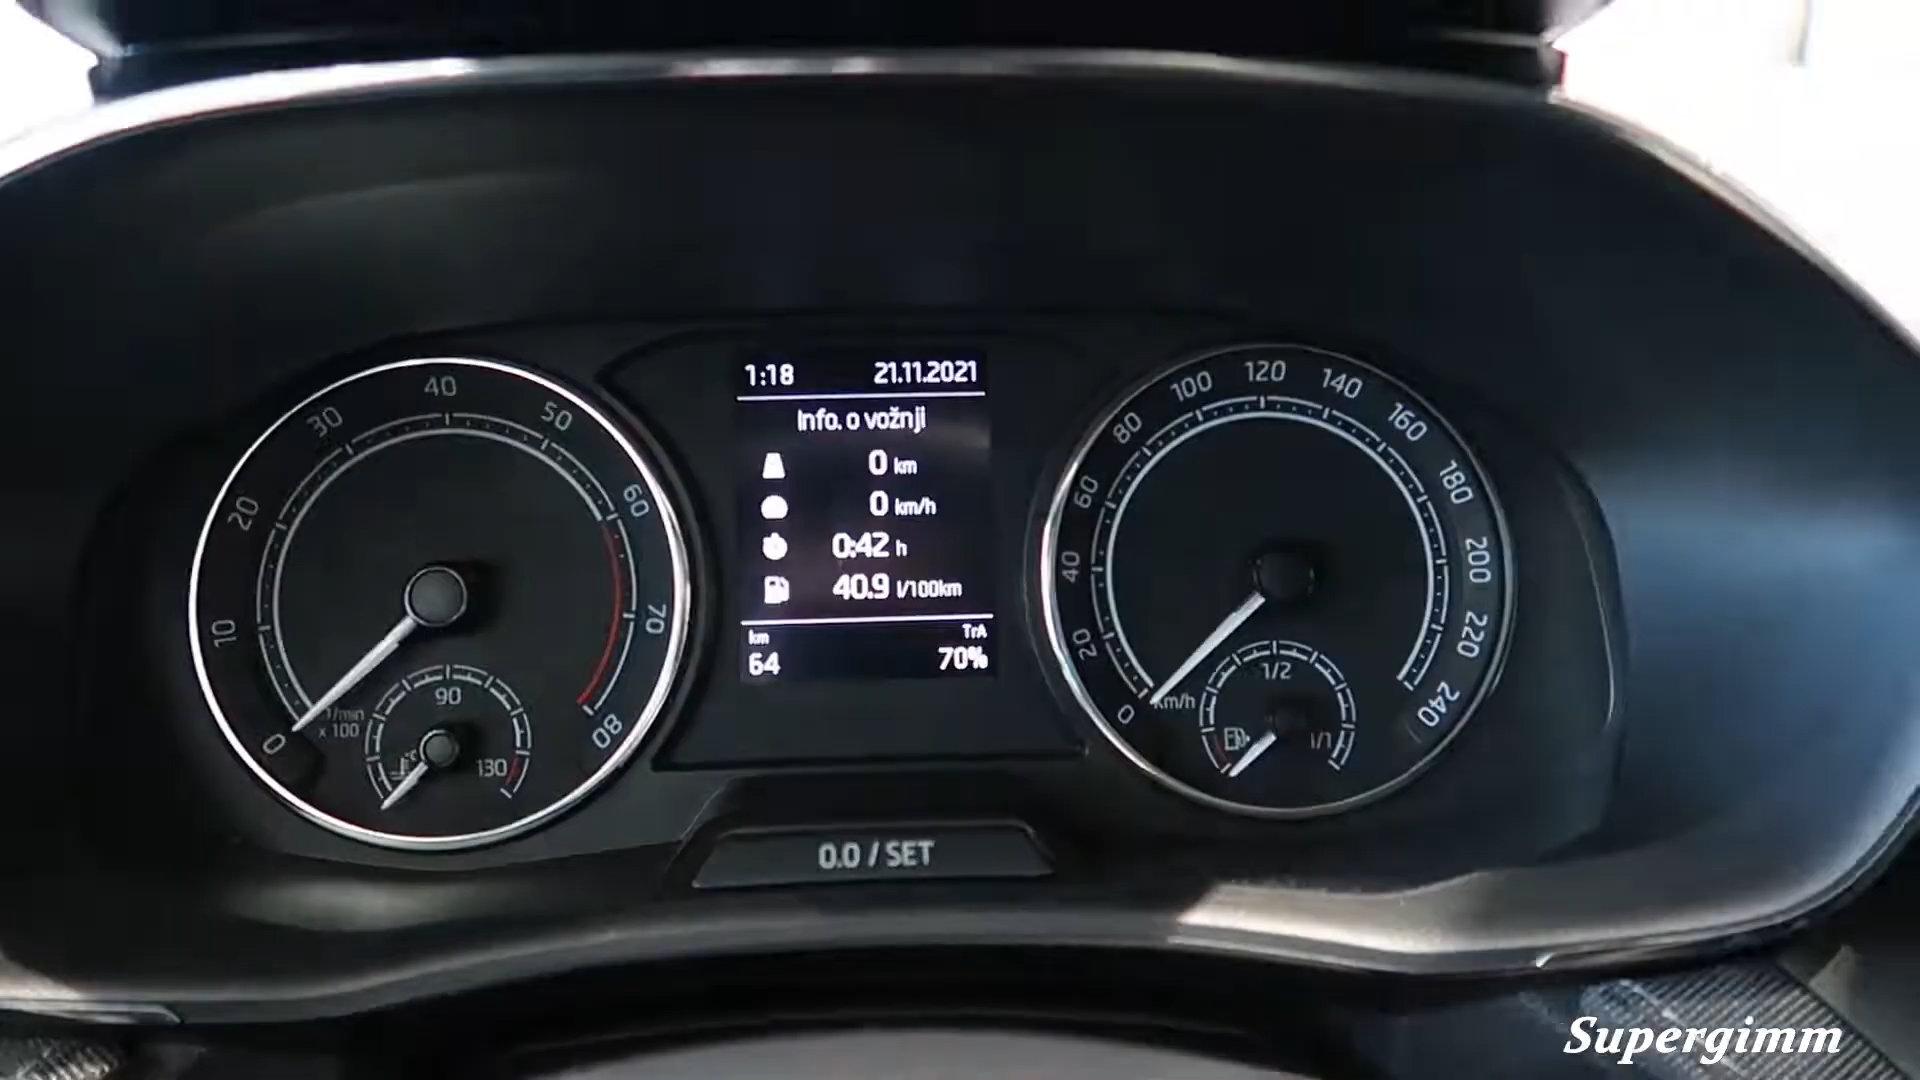 1:18 21.11.2021
Info. o vožnji
0 km
0 km/h
0:42 h
40.9 l/100km
km TrA
64 70%
0 10 20 30 40 50 60 70 80
1/min
x 100
90 130
°C
0 20 40 60 80 100 120 140 160 180 200 220 240
km/h
1/2 1/1
0.0 / SET
Supergimm